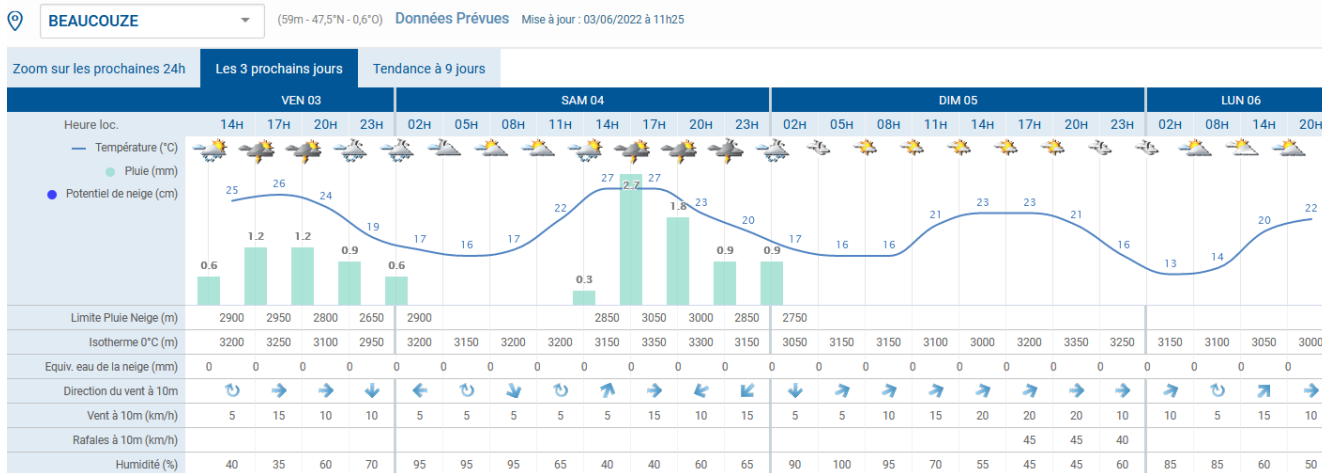 BEAUCOUZE (59m - 47,5°N - 0,6°O) Données Prévues Mise à jour : 03/06/2022 à 11h25
Zoom sur les prochaines 24h Les 3 prochains jours Tendance à 9 jours
VEN 03 SAM 04 DIM 05 LUN 06
Heure loc. 14H 17H 20H 23H 02H 05H 08H 11H 14H 17H 20H 23H 02H 05H 08H 11H 14H 17H 20H 23H 02H 08H 14H 20H
Température (°C)
Pluie (mm)
Potentiel de neige (cm)
25 26 24 19 17 16 17 22 27 27 23 20 17 16 16 21 23 23 21 16 13 14 20 22
0.6 1.2 1.2 0.9 0.6 0.3 2.7 1.8 0.9 0.9
Limite Pluie Neige (m) 2900 2950 2800 2650 2900 2850 3050 3000 2850 2750
Isotherme 0°C (m) 3200 3250 3100 2950 3200 3150 3200 3200 3150 3350 3300 3150 3050 3150 3150 3100 3000 3200 3350 3250 3150 3100 3050 3000
Equiv. eau de la neige (mm) 0 0 0 0 0 0 0 0 0 0 0 0 0 0 0 0 0 0 0 0 0 0 0 0
Direction du vent à 10m
Vent à 10m (km/h) 5 15 10 10 5 5 5 5 5 15 10 15 5 5 10 15 20 20 20 10 10 5 15 10
Rafales à 10m (km/h) 45 45 40
Humidité (%) 40 35 60 70 95 95 95 65 40 40 60 65 90 100 95 70 55 45 45 60 85 85 60 50